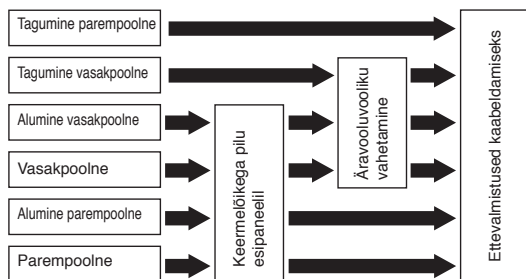 Tagumine parempoolne
Tagumine vasakpoolne
Alumine vasakpoolne
Vasakpoolne
Alumine parempoolne
Parempoolne
Keermelõikega pilu
esipaneelil
Äravooluvooliku
vahetamine
Ettevalmistused kaabeldamiseks